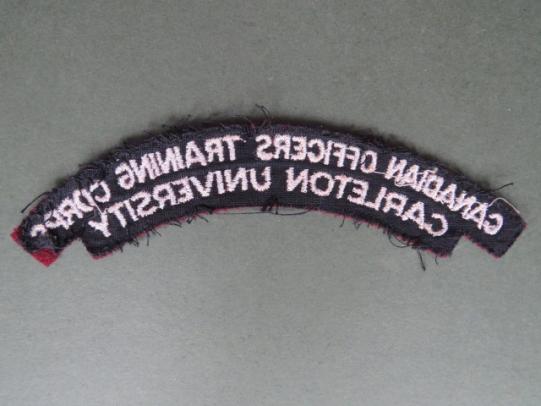 CANADIAN OFFICERS TRAINING CORPS
CARLETON UNIVERSITY